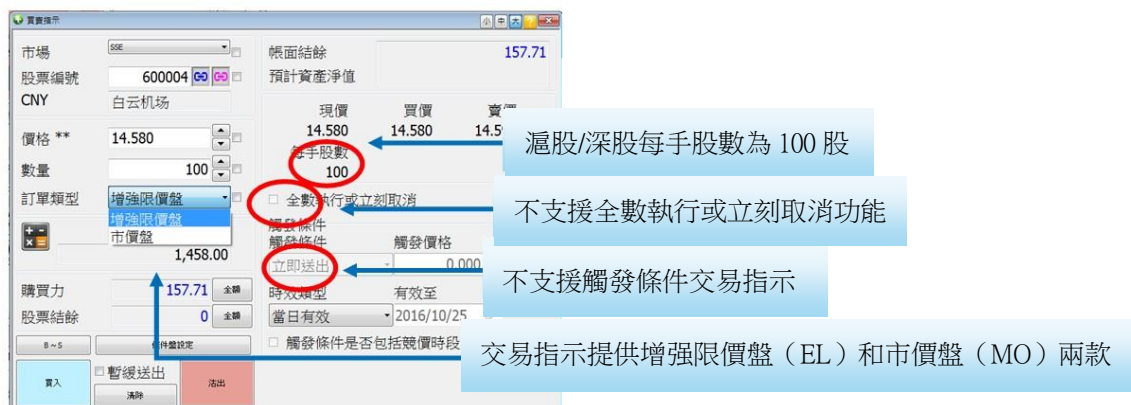 買賣指示
小 中 大 ?
市場 SSE
帳面結餘 157.71
股票編號 600004
預計資產淨值
CNY 白云机场
現價 買價 賣價
價格 ** 14.580
14.580 14.580 14.5
滬股/深股每手股數為 100 股
每手股數
數量 100
100
訂單類型 增強限價盤
全數執行或立刻取消
不支援全數執行或立刻取消功能
增強限價盤
市價盤
觸發條件
觸發條件 觸發價格
1,458.00
立即送出 0.000
不支援觸發條件交易指示
購買力 157.71 全額
時效類型 有效至
股票結餘 0 全額
當日有效 2016/10/25
B~S 條件盤設定
觸發條件是否包括競價時段
交易指示提供增强限價盤（EL）和市價盤（MO）兩款
買入 暫緩送出 沽出
清除